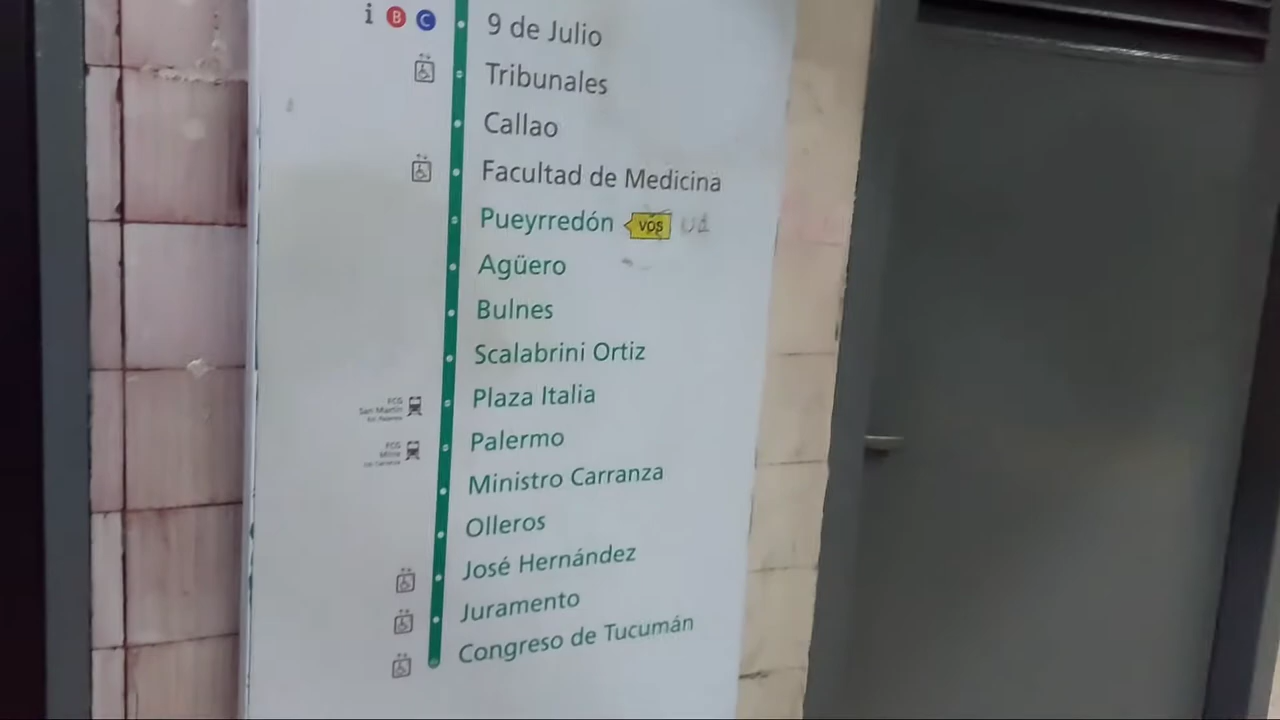 i B C 9 de Julio
Tribunales
Callao
Facultad de Medicina
Pueyrredón vos
Agüero
Bulnes
Scalabrini Ortiz
FCG
San Martín
Plaza Italia
FCG
Mitre
Palermo
Ministro Carranza
Olleros
José Hernández
Juramento
Congreso de Tucumán